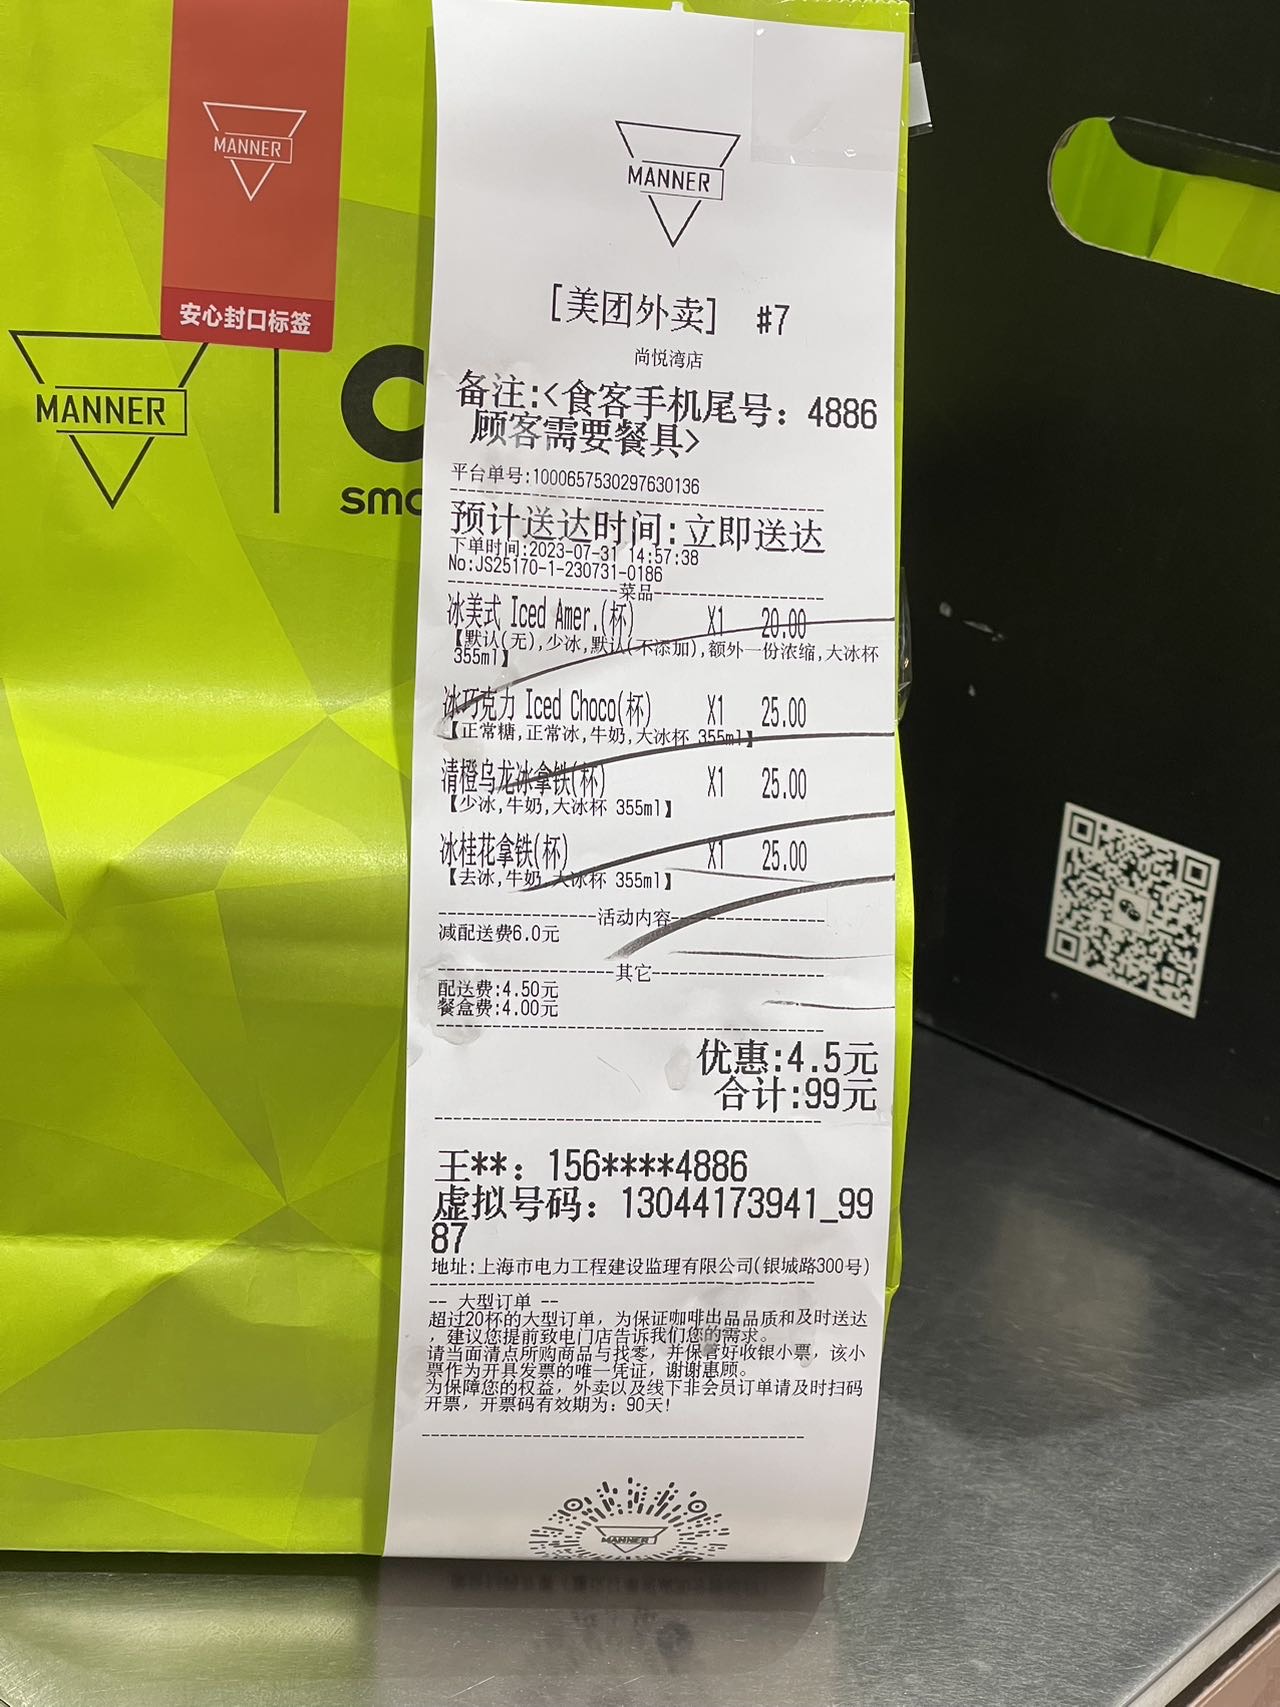 MANNER
安心封口标签
MANNER
sma
MANNER
[美团外卖] #7
尚悦湾店
备注:<食客手机尾号：4886
顾客需要餐具>
平台单号:1000657530297630136
预计送达时间:立即送达
下单时间:2023-07-31 14:57:38
No:JS25170-1-230731-0186
菜品
冰美式 Iced Amer.(杯) X1 20.00
【默认(无),少冰,默认(不添加),额外一份浓缩,大冰杯
355ml】
冰巧克力 Iced Choco(杯) X1 25.00
【正常糖,正常冰,牛奶,大冰杯 355ml】
清橙乌龙冰拿铁(杯) X1 25.00
【少冰,牛奶,大冰杯 355ml】
冰桂花拿铁(杯) X1 25.00
【去冰,牛奶,大冰杯 355ml】
活动内容
减配送费6.0元
其它
配送费:4.50元
餐盒费:4.00元
优惠:4.5元
合计:99元
王**：156****4886
虚拟号码：13044173941_99
87
地址:上海市电力工程建设监理有限公司(银城路300号)
-- 大型订单 --
超过20杯的大型订单，为保证咖啡出品品质和及时送达
，建议您提前致电门店告诉我们您的需求。
请当面清点所购商品与找零，并保管好收银小票，该小
票作为开具发票的唯一凭证，谢谢惠顾。
为保障您的权益，外卖以及线下非会员订单请及时扫码
开票，开票码有效期为：90天!
MANNER